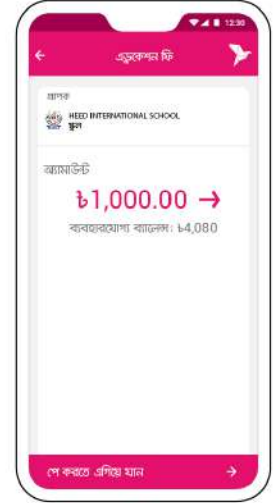 12:30
এডুকেশন ফি
প্রাপক
HEED INTERNATIONAL SCHOOL
স্কুল
অ্যামাউন্ট
৳1,000.00
ব্যবহারযোগ্য ব্যালেন্স: ৳4,080
পে করতে এগিয়ে যান